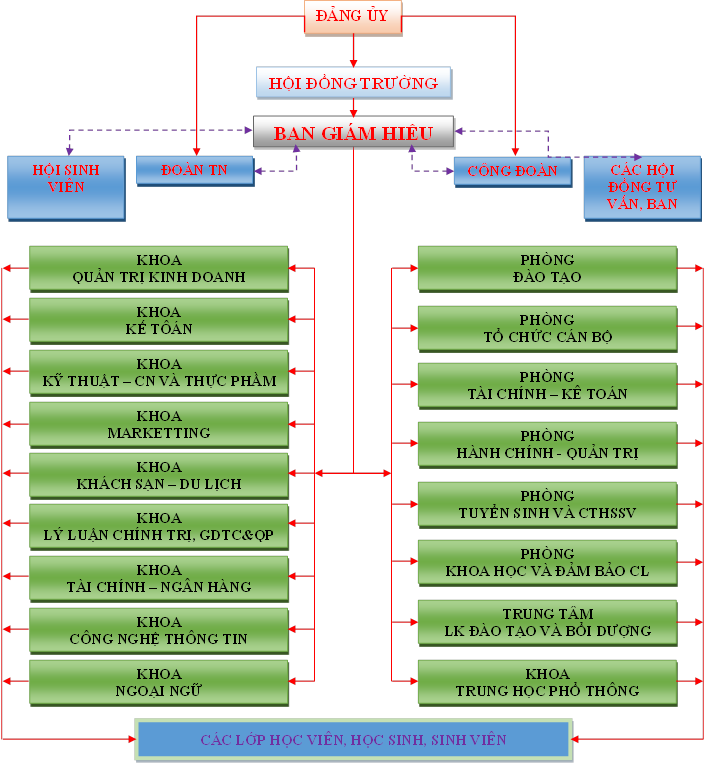 ĐẢNG ỦY
HỘI ĐỒNG TRƯỜNG
BAN GIÁM HIỆU
HỘI SINH
VIÊN
ĐOÀN TN
CÔNG ĐOÀN
CÁC HỘI
ĐỒNG TƯ
VẤN, BAN
KHOA
QUẢN TRỊ KINH DOANH
KHOA
KẾ TOÁN
KHOA
KỸ THUẬT – CN VÀ THỰC PHẨM
KHOA
MARKETTING
KHOA
KHÁCH SẠN – DU LỊCH
KHOA
LÝ LUẬN CHÍNH TRỊ, GDTC&QP
KHOA
TÀI CHÍNH – NGÂN HÀNG
KHOA
CÔNG NGHỆ THÔNG TIN
KHOA
NGOẠI NGỮ
PHÒNG
ĐÀO TẠO
PHÒNG
TỔ CHỨC CÁN BỘ
PHÒNG
TÀI CHÍNH – KẾ TOÁN
PHÒNG
HÀNH CHÍNH - QUẢN TRỊ
PHÒNG
TUYỂN SINH VÀ CTHSSV
PHÒNG
KHOA HỌC VÀ ĐẢM BẢO CL
TRUNG TÂM
LK ĐÀO TẠO VÀ BỒI DƯỠNG
KHOA
TRUNG HỌC PHỔ THÔNG
CÁC LỚP HỌC VIÊN, HỌC SINH, SINH VIÊN